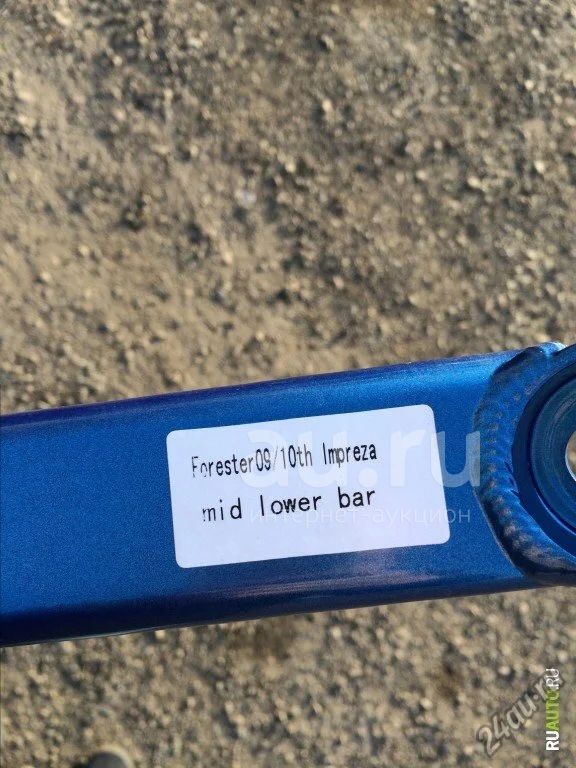 Forester09/10th Impreza
mid lower bar
au.ru
интернет-аукцион
24au.ru
RUAUTO.RU